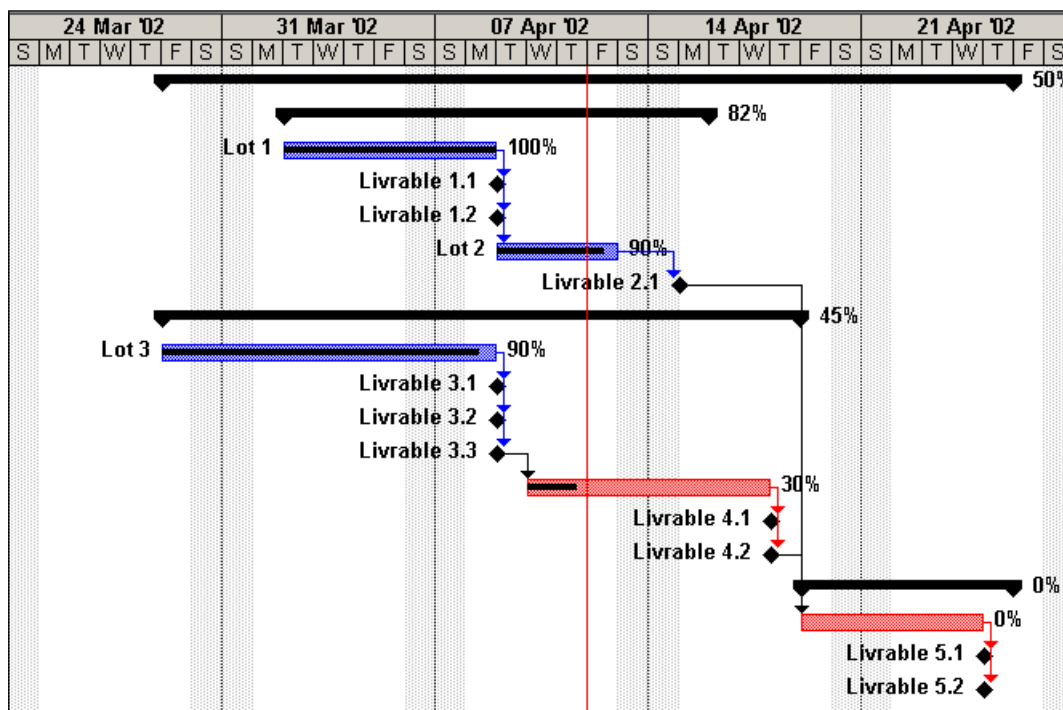 24 Mar '02 31 Mar '02 07 Apr '02 14 Apr '02 21 Apr '02
S M T W T F S S M T W T F S S M T W T F S S M T W T F S S M T W T F S
50%
82%
Lot 1 100%
Livrable 1.1
Livrable 1.2
Lot 2 90%
Livrable 2.1
45%
Lot 3 90%
Livrable 3.1
Livrable 3.2
Livrable 3.3
30%
Livrable 4.1
Livrable 4.2
0%
0%
Livrable 5.1
Livrable 5.2